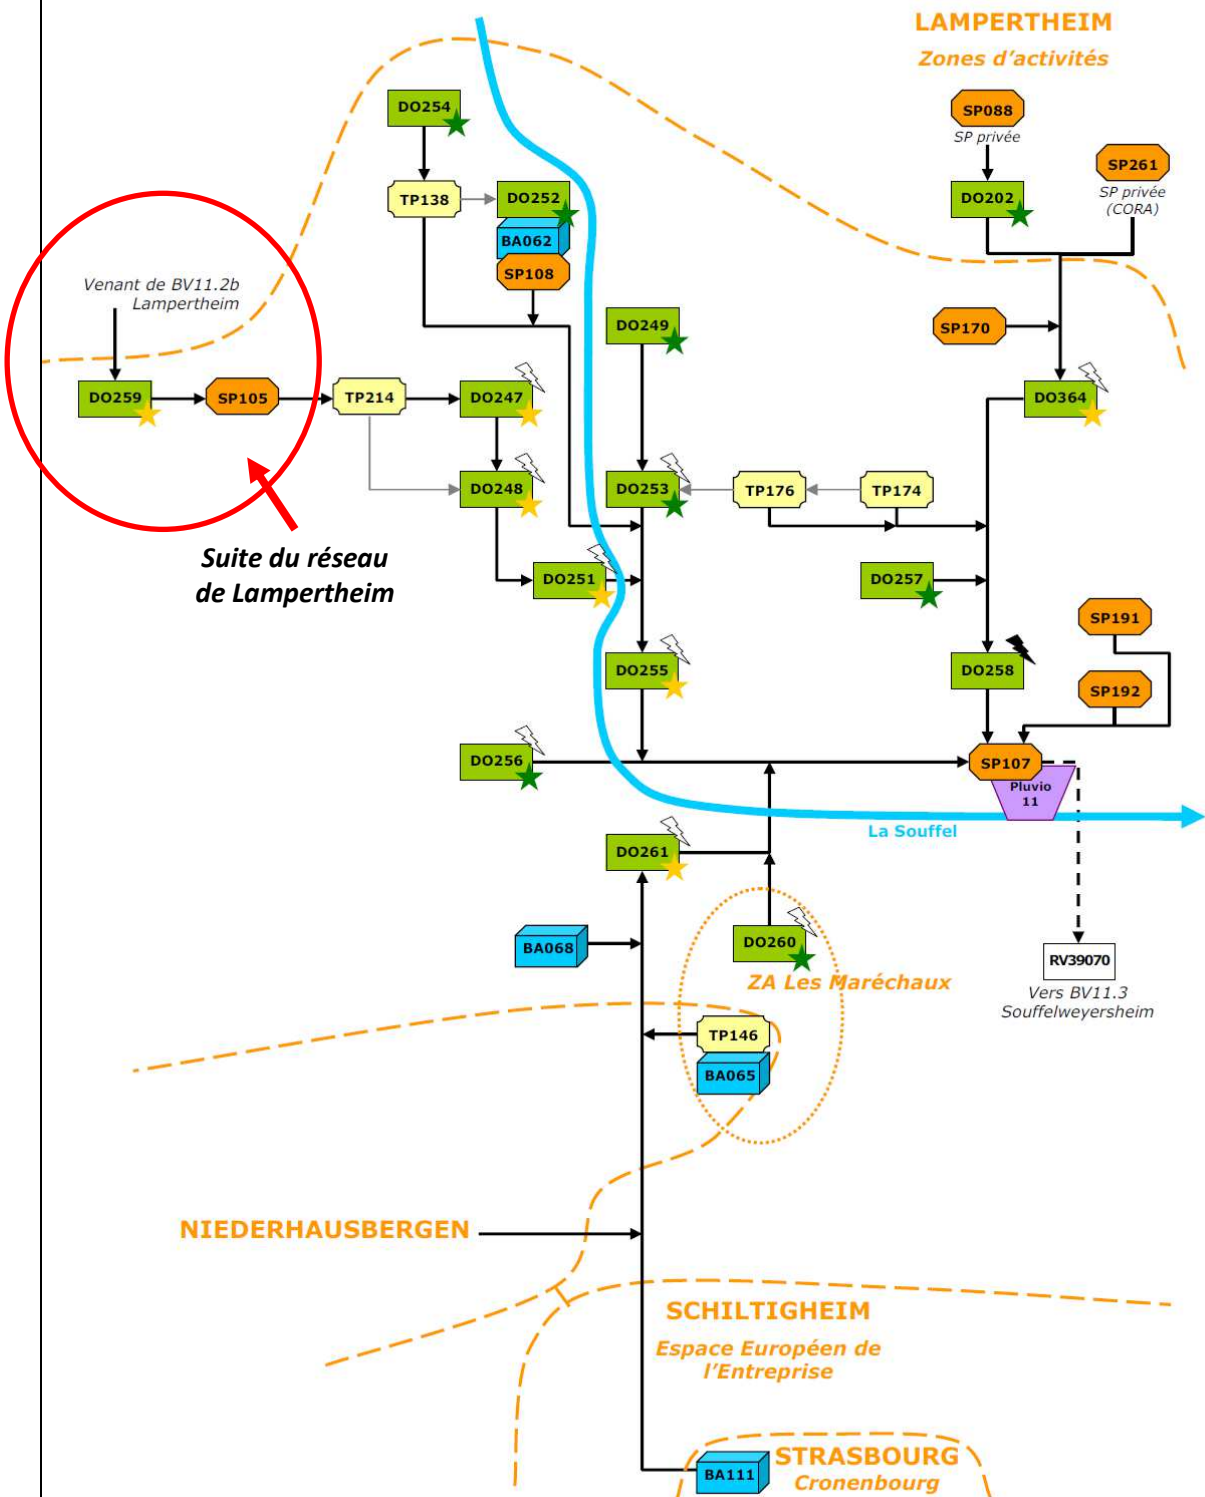 LAMPERTHEIM
Zones d'activités
DO254
SP088
SP privée
SP261
SP privée
(CORA)
TP138
DO252
DO202
BA062
SP108
Venant de BV11.2b
Lampertheim
DO249
SP170
DO259
SP105
TP214
DO247
DO364
DO248
DO253
TP176
TP174
Suite du réseau
de Lampertheim
DO251
DO257
SP191
DO255
DO258
SP192
DO256
SP107
Pluvio
11
La Souffel
DO261
BA068
DO260
RV39070
ZA Les Maréchaux
Vers BV11.3
Souffelweyersheim
TP146
BA065
NIEDERHAUSBERGEN
SCHILTIGHEIM
Espace Européen de
l'Entreprise
STRASBOURG
Cronenbourg
BA111